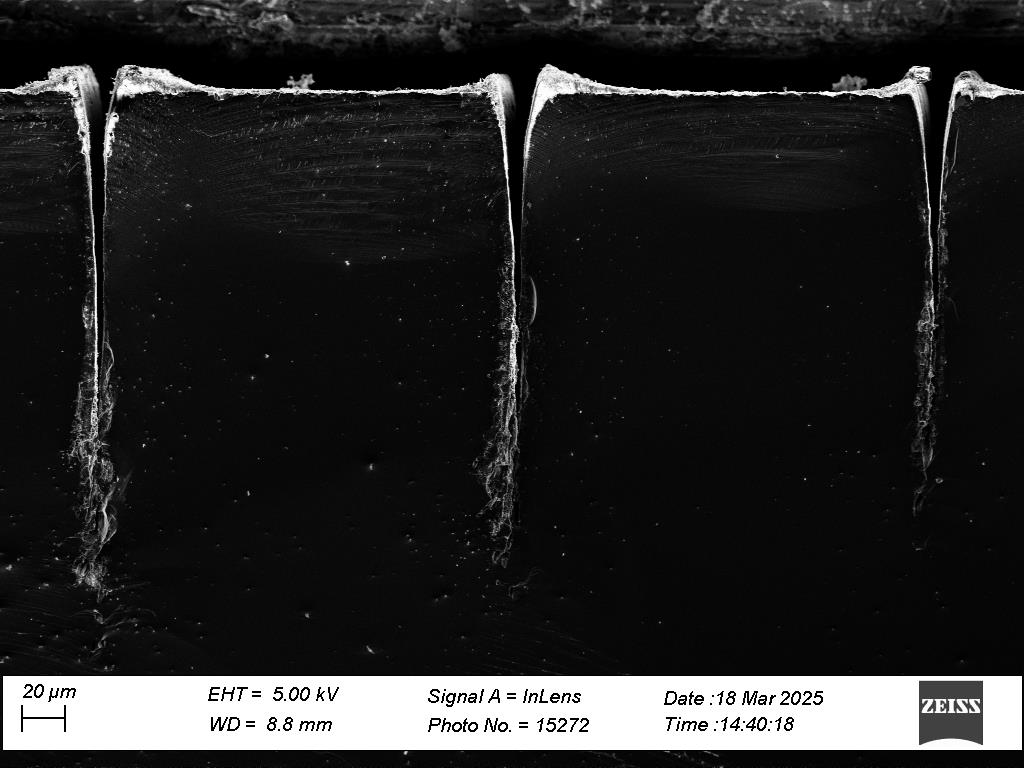 20 µm
EHT = 5.00 kV
Signal A = InLens
Date :18 Mar 2025
ZEISS
WD = 8.8 mm
Photo No. = 15272
Time :14:40:18